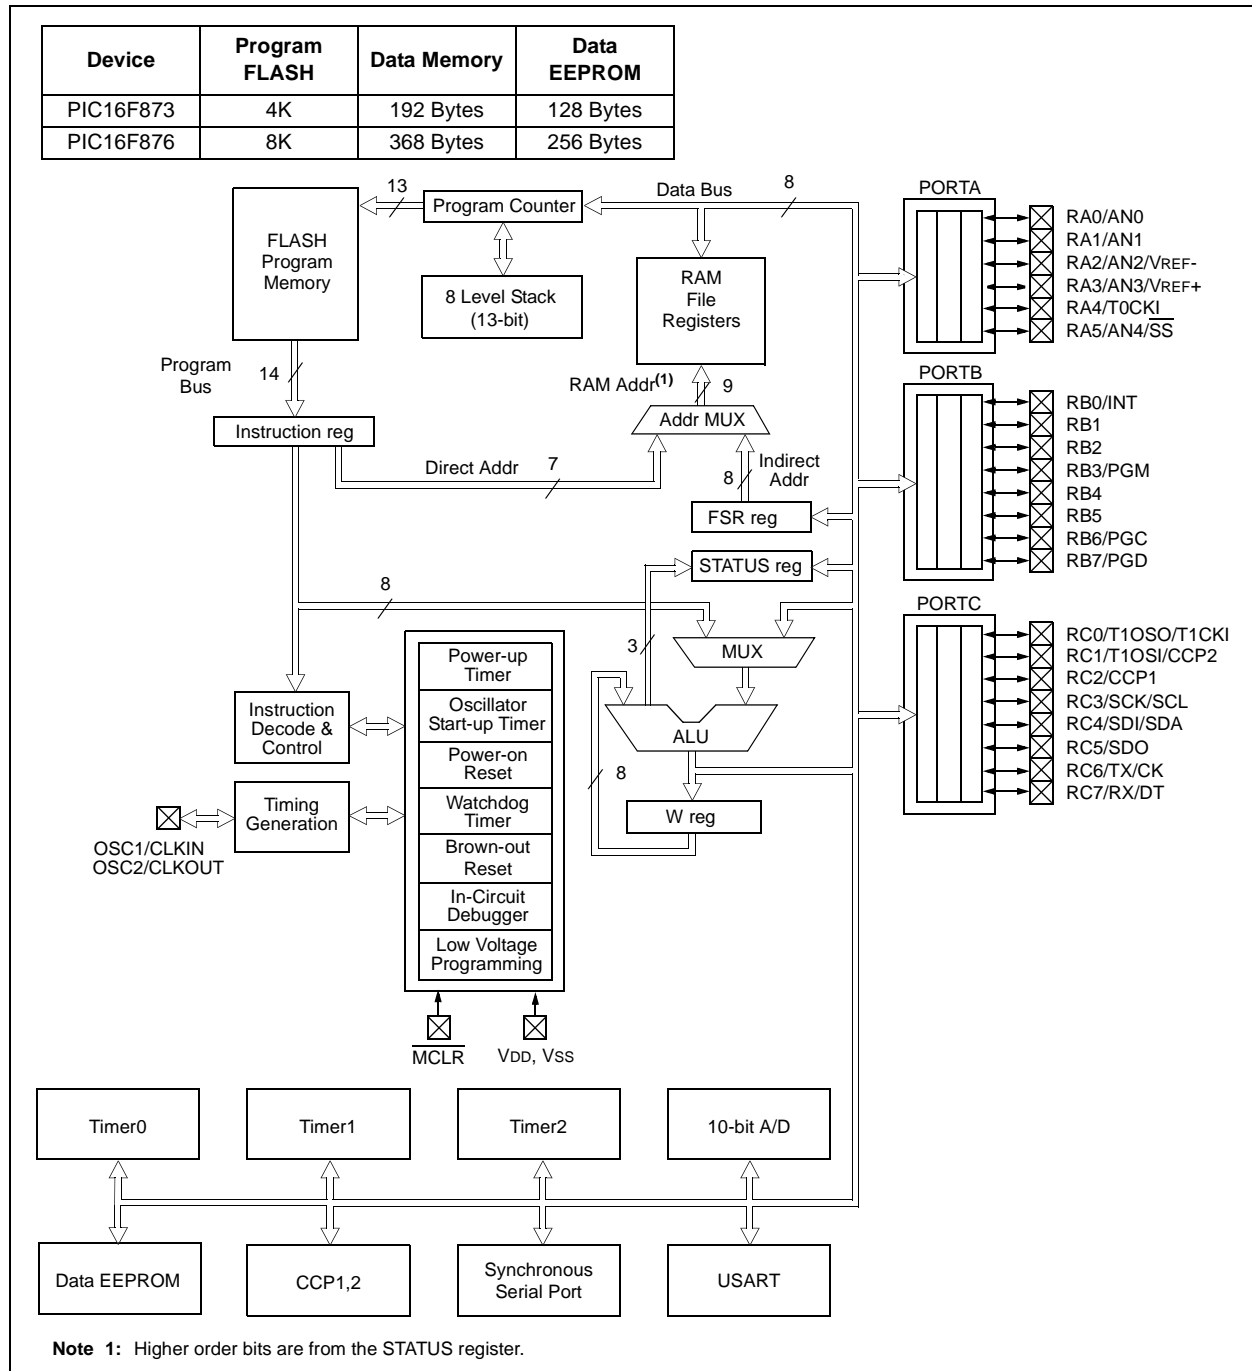 Device Program FLASH Data Memory Data EEPROM
PIC16F873 4K 192 Bytes 128 Bytes
PIC16F876 8K 368 Bytes 256 Bytes
FLASH
Program
Memory
13
Program Counter
Data Bus
8
8 Level Stack
(13-bit)
RAM
File
Registers
Program
Bus
14
RAM Addr(1)
9
Addr MUX
Instruction reg
Direct Addr
7
8
Indirect
Addr
FSR reg
STATUS reg
8
3
MUX
ALU
8
W reg
Power-up
Timer
Oscillator
Start-up Timer
Power-on
Reset
Watchdog
Timer
Brown-out
Reset
In-Circuit
Debugger
Low Voltage
Programming
Instruction
Decode &
Control
Timing
Generation
OSC1/CLKIN
OSC2/CLKOUT
MCLR
VDD, VSS
PORTA
RA0/AN0
RA1/AN1
RA2/AN2/VREF-
RA3/AN3/VREF+
RA4/T0CKI
RA5/AN4/SS
PORTB
RB0/INT
RB1
RB2
RB3/PGM
RB4
RB5
RB6/PGC
RB7/PGD
PORTC
RC0/T1OSO/T1CKI
RC1/T1OSI/CCP2
RC2/CCP1
RC3/SCK/SCL
RC4/SDI/SDA
RC5/SDO
RC6/TX/CK
RC7/RX/DT
Timer0
Timer1
Timer2
10-bit A/D
Data EEPROM
CCP1,2
Synchronous
Serial Port
USART
Note 1: Higher order bits are from the STATUS register.